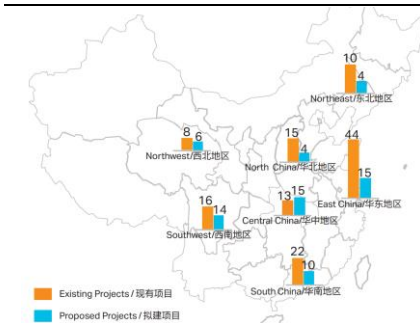 10
4
Northeast/东北地区
8
6
Northwest/西北地区
15
4
North China/华北地区
44
15
East China/华东地区
13
15
Central China/华中地区
16
14
Southwest/西南地区
22
10
South China/华南地区
Existing Projects / 现有项目
Proposed Projects / 拟建项目